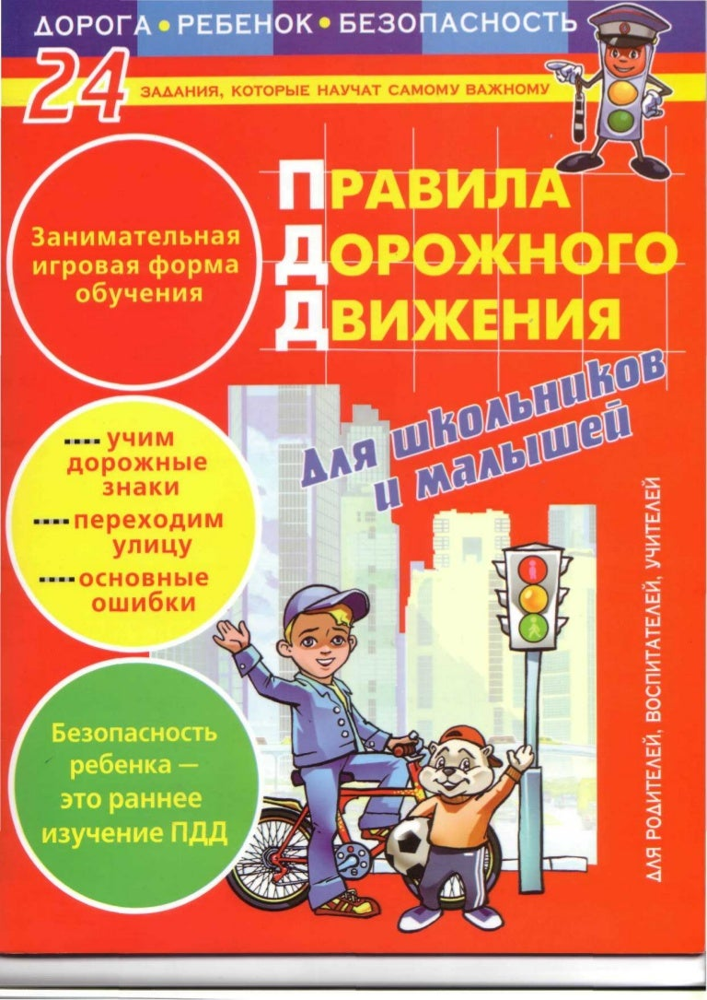 ДОРОГА • РЕБЕНОК • БЕЗОПАСНОСТЬ
24 ЗАДАНИЯ, КОТОРЫЕ НАУЧАТ САМОМУ ВАЖНОМУ
ПРАВИЛА
ДОРОЖНОГО
ДВИЖЕНИЯ
Для школьников
и малышей
Занимательная
игровая форма
обучения
учим
дорожные
знаки
переходим
улицу
основные
ошибки
Безопасность
ребенка —
это раннее
изучение ПДД
ДЛЯ РОДИТЕЛЕЙ, ВОСПИТАТЕЛЕЙ, УЧИТЕЛЕЙ